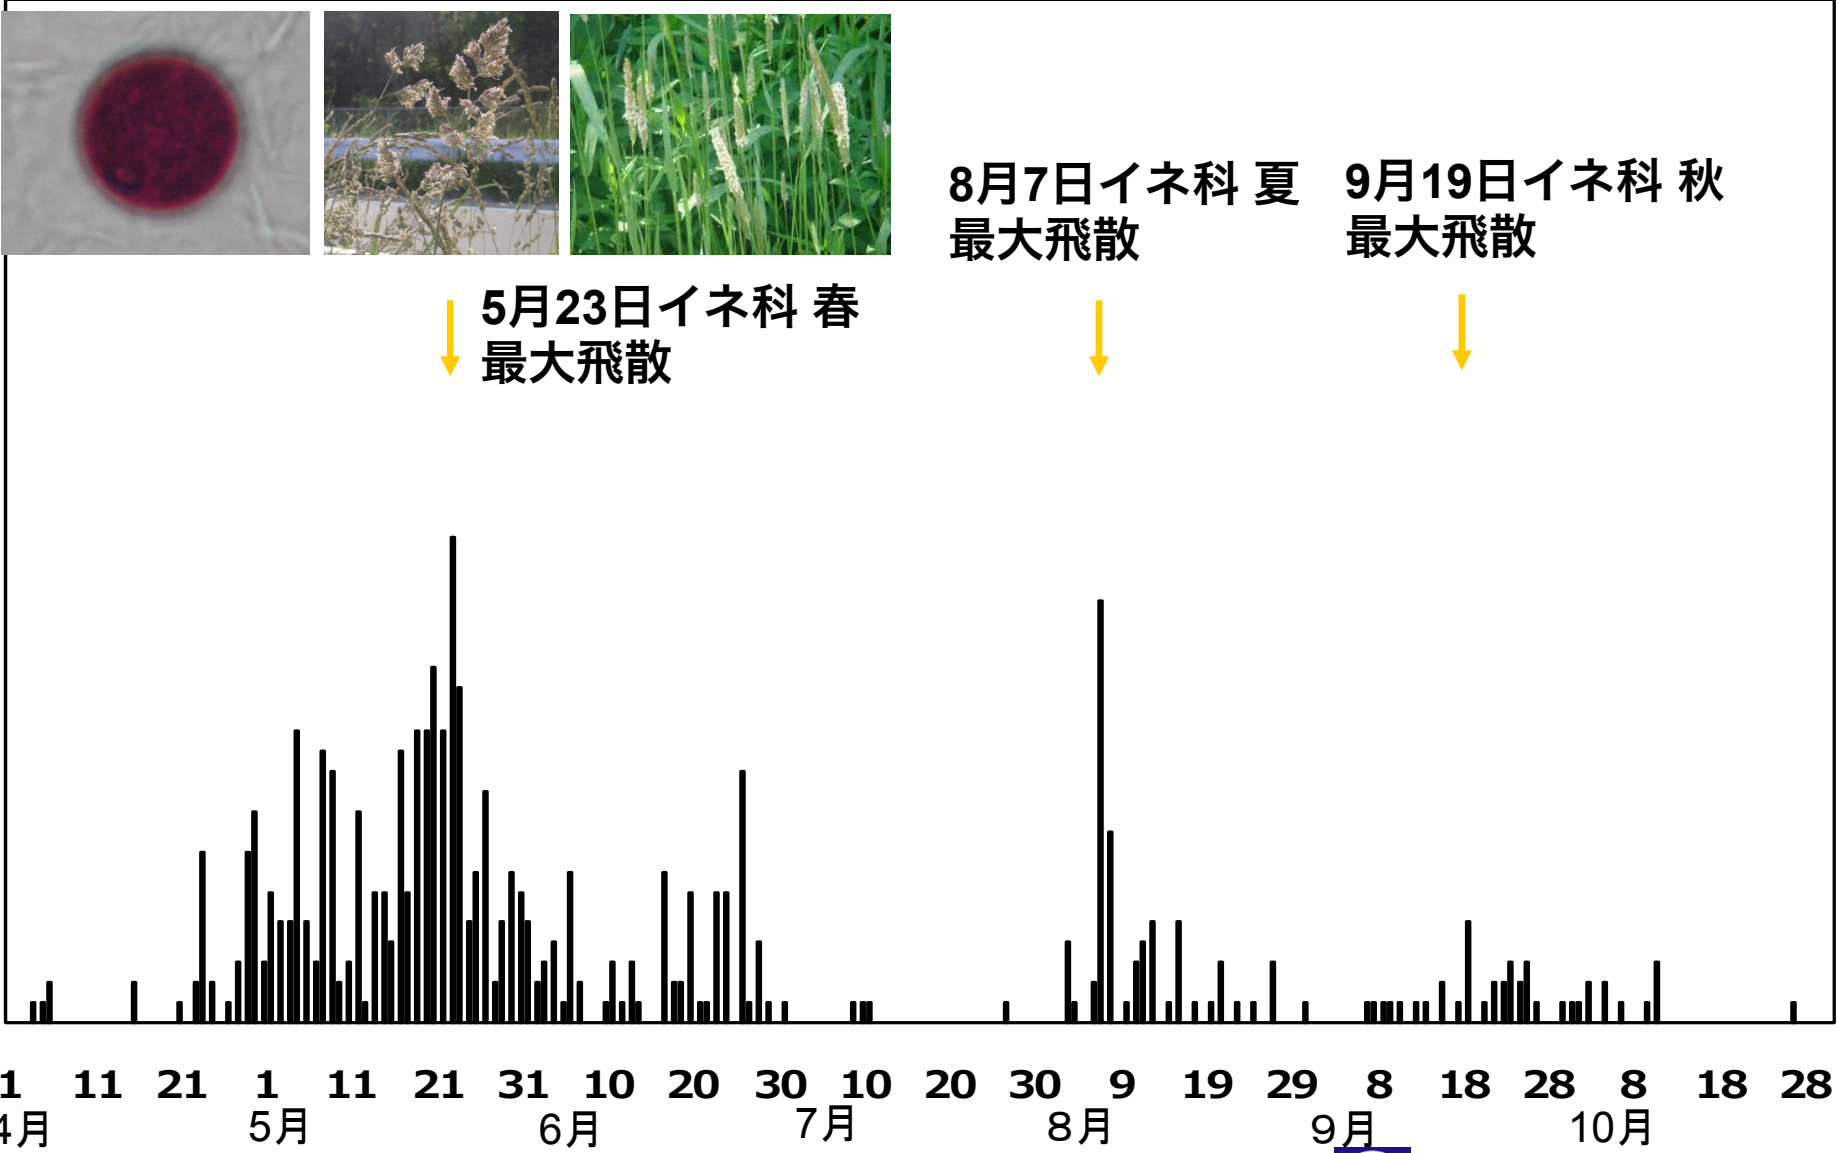 8月7日イネ科 夏
最大飛散
9月19日イネ科 秋
最大飛散
5月23日イネ科 春
最大飛散
1 11 21 1 11 21 31 10 20 30 10 20 30 9 19 29 8 18 28 8 18 28
4月 5月 6月 7月 8月 9月 10月